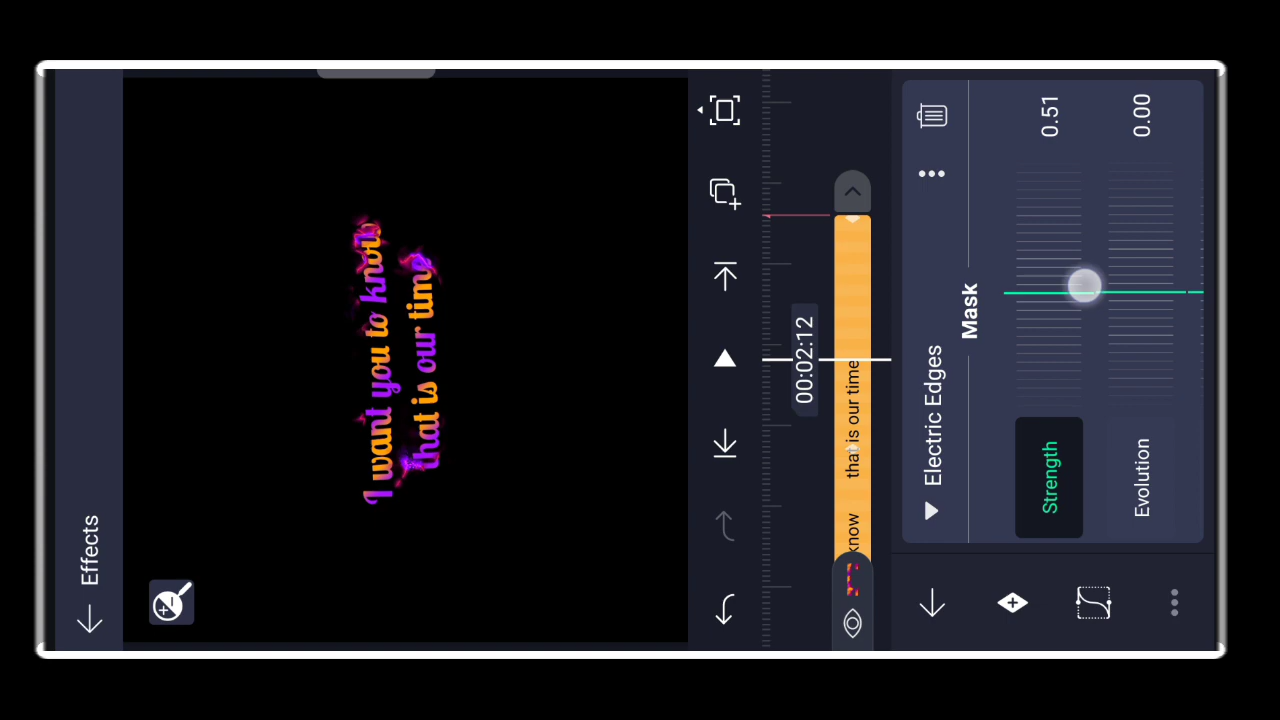 Effects
I want you to know
that is our time
00:02:12
know
that is our time
Electric Edges
Mask
Strength
0.51
Evolution
0.00